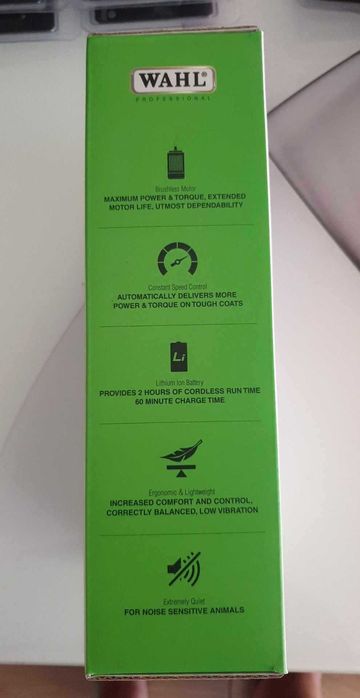 WAHL®
PROFESSIONAL
Brushless Motor
MAXIMUM POWER & TORQUE, EXTENDED
MOTOR LIFE, UTMOST DEPENDABILITY
Constant Speed Control
AUTOMATICALLY DELIVERS MORE
POWER & TORQUE ON TOUGH COATS
Li
Lithium Ion Battery
PROVIDES 2 HOURS OF CORDLESS RUN TIME
60 MINUTE CHARGE TIME
Ergonomic & Lightweight
INCREASED COMFORT AND CONTROL,
CORRECTLY BALANCED, LOW VIBRATION
Extremely Quiet
FOR NOISE SENSITIVE ANIMALS